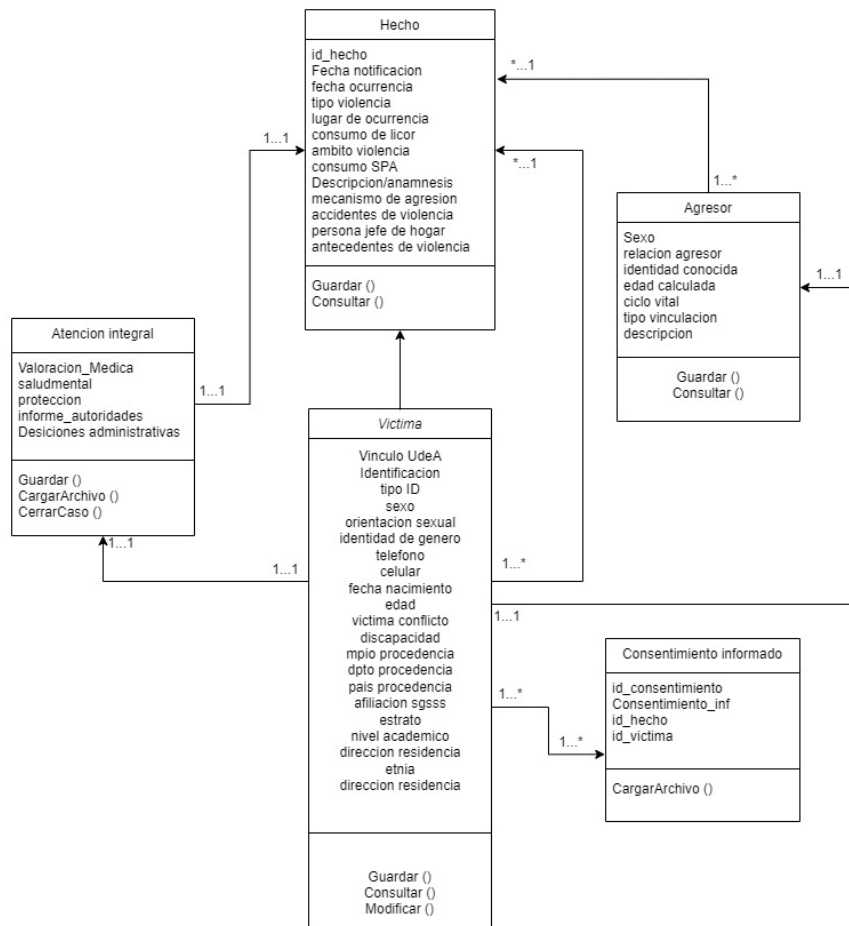 Hecho
id_hecho
Fecha notificacion
fecha ocurrencia
tipo violencia
lugar de ocurrencia
consumo de licor
ambito violencia
consumo SPA
Descripcion/anamnesis
mecanismo de agresion
accidentes de violencia
persona jefe de hogar
antecedentes de violencia
Guardar ()
Consultar ()
*...1
1...1
*...1
1...*
Agresor
Sexo
relacion agresor
identidad conocida
edad calculada
ciclo vital
tipo vinculacion
descripcion
Guardar ()
Consultar ()
1...1
Atencion integral
Valoracion_Medica
saludmental
proteccion
informe_autoridades
Desiciones administrativas
Guardar ()
CargarArchivo ()
CerrarCaso ()
1...1
1...1
1...1
Victima
Vinculo UdeA
Identificacion
tipo ID
sexo
orientacion sexual
identidad de genero
telefono
celular
fecha nacimiento
edad
victima conflicto
discapacidad
mpio procedencia
dpto procedencia
pais procedencia
afiliacion sgsss
estrato
nivel academico
direccion residencia
etnia
direccion residencia
Guardar ()
Consultar ()
Modificar ()
1...*
1...1
1...*
1...*
Consentimiento informado
id_consentimiento
Consentimiento_inf
id_hecho
id_victima
CargarArchivo ()